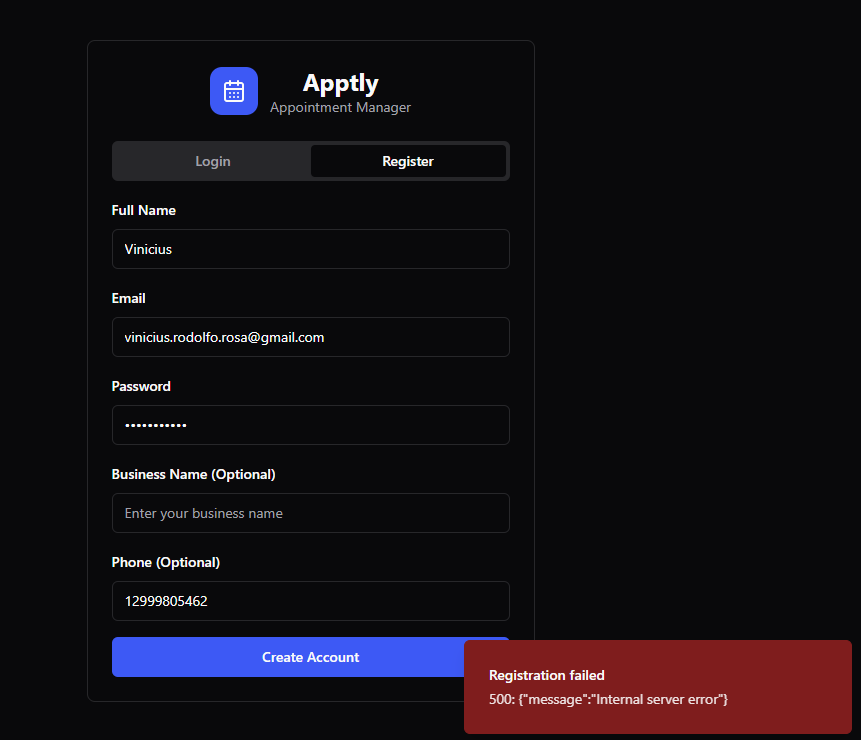 Apptly
Appointment Manager
Login
Register
Full Name
Vinicius
Email
vinicius.rodolfo.rosa@gmail.com
Password
•••••••••••
Business Name (Optional)
Enter your business name
Phone (Optional)
12999805462
Create Account
Registration failed
500: {"message":"Internal server error"}